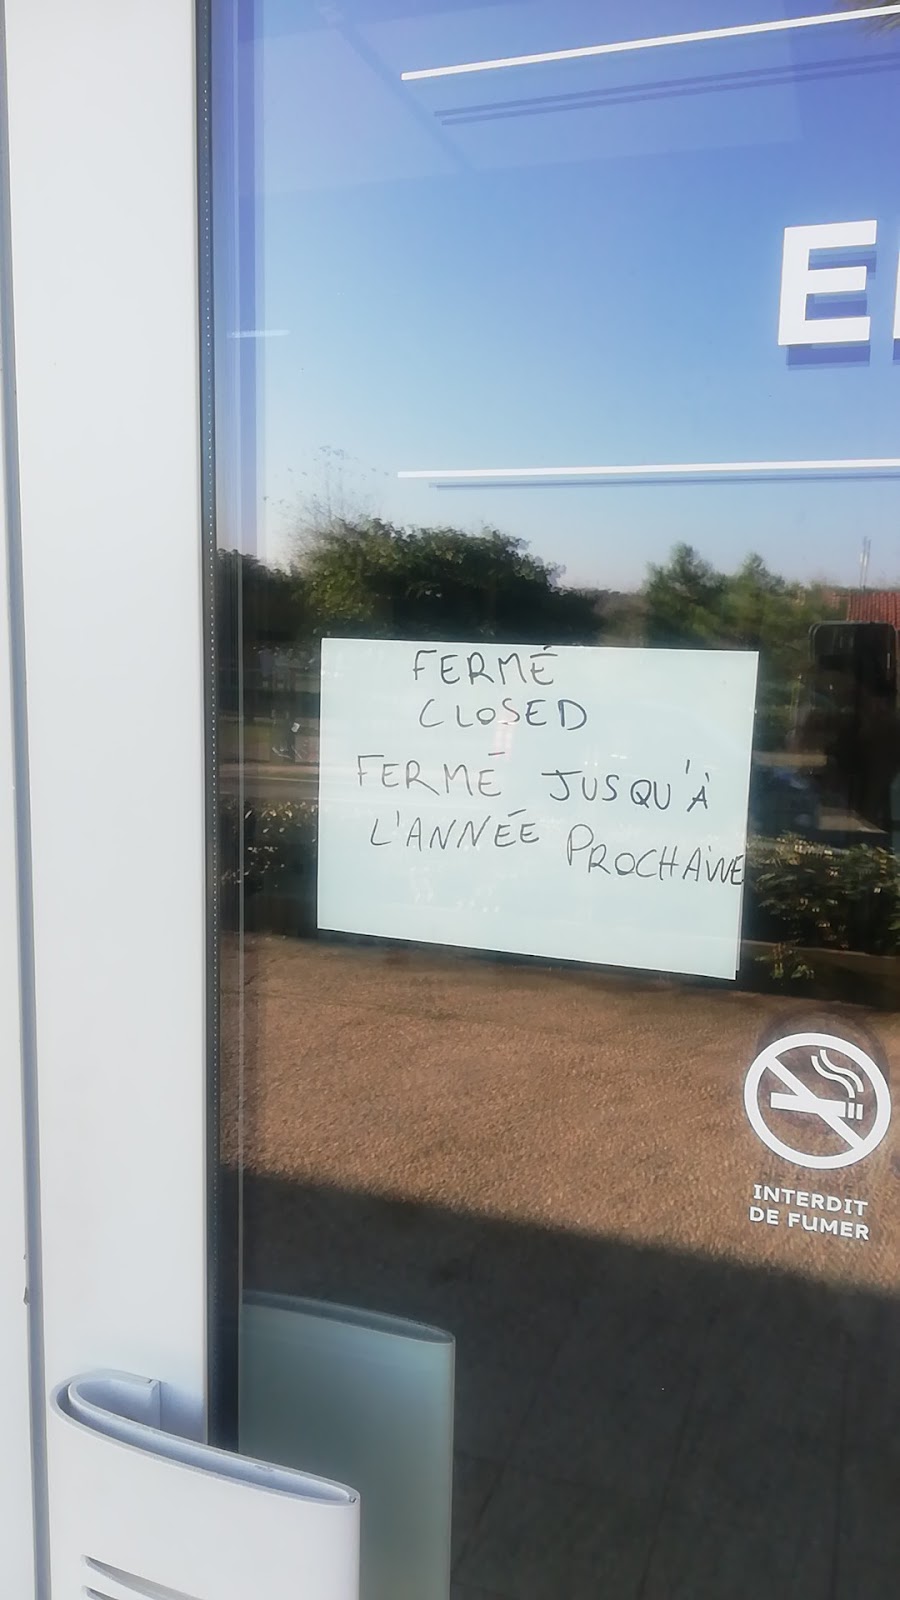 FERMÉ
CLOSED
FERMÉ JUSQU'À
L'ANNÉE PROCHAINE
INTERDIT
DE FUMER